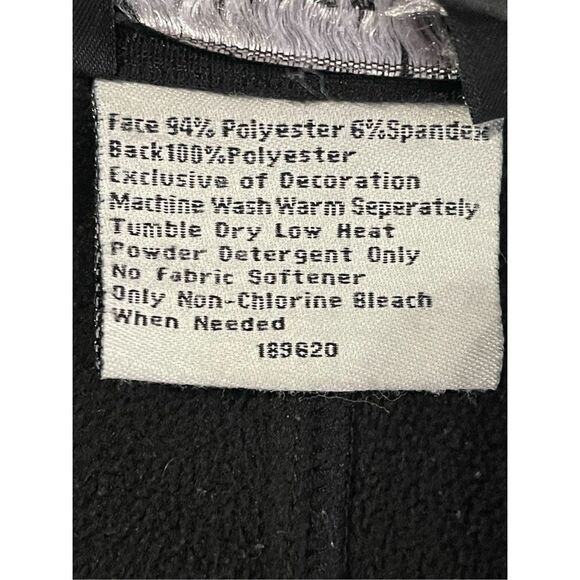 Face 94% Polyester 6%Spandex
Back100%Polyester
Exclusive of Decoration
Machine Wash Warm Seperately
Tumble Dry Low Heat
Powder Detergent Only
No Fabric Softener
Only Non-Chlorine Bleach
When Needed
189620